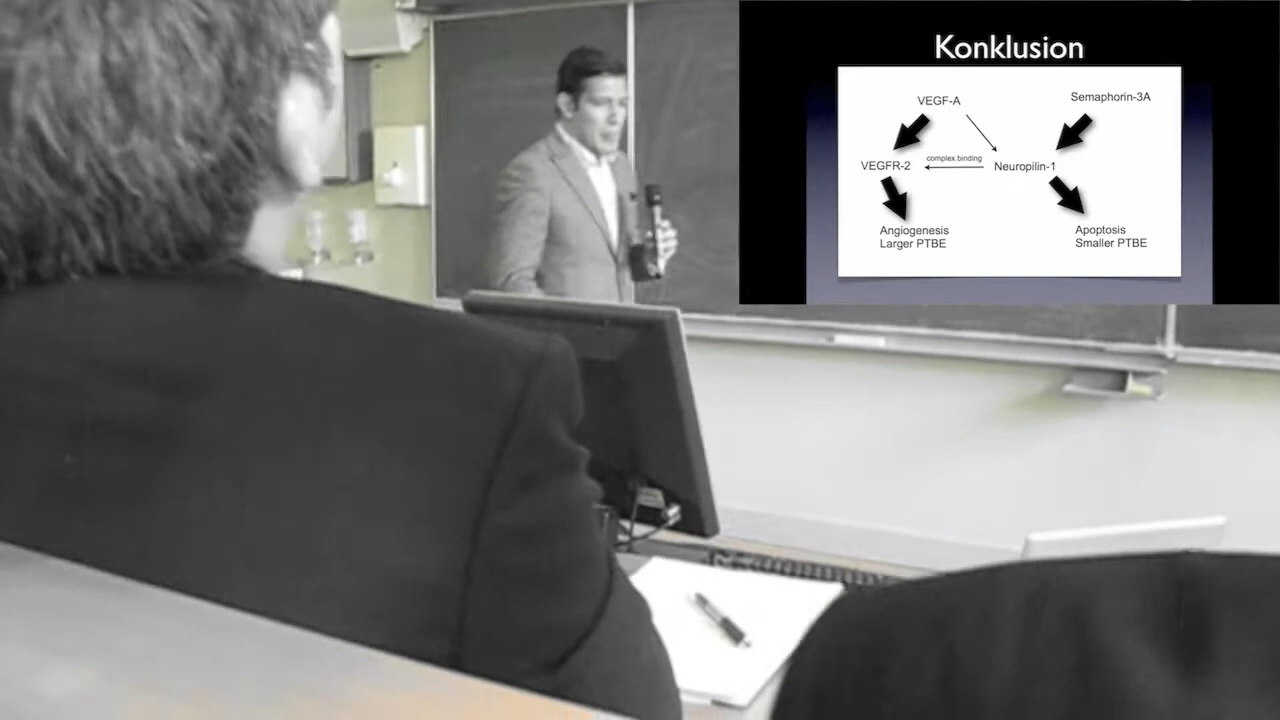 Konklusion
VEGF-A
Semaphorin-3A
VEGFR-2
complex binding
Neuropilin-1
Angiogenesis
Larger PTBE
Apoptosis
Smaller PTBE